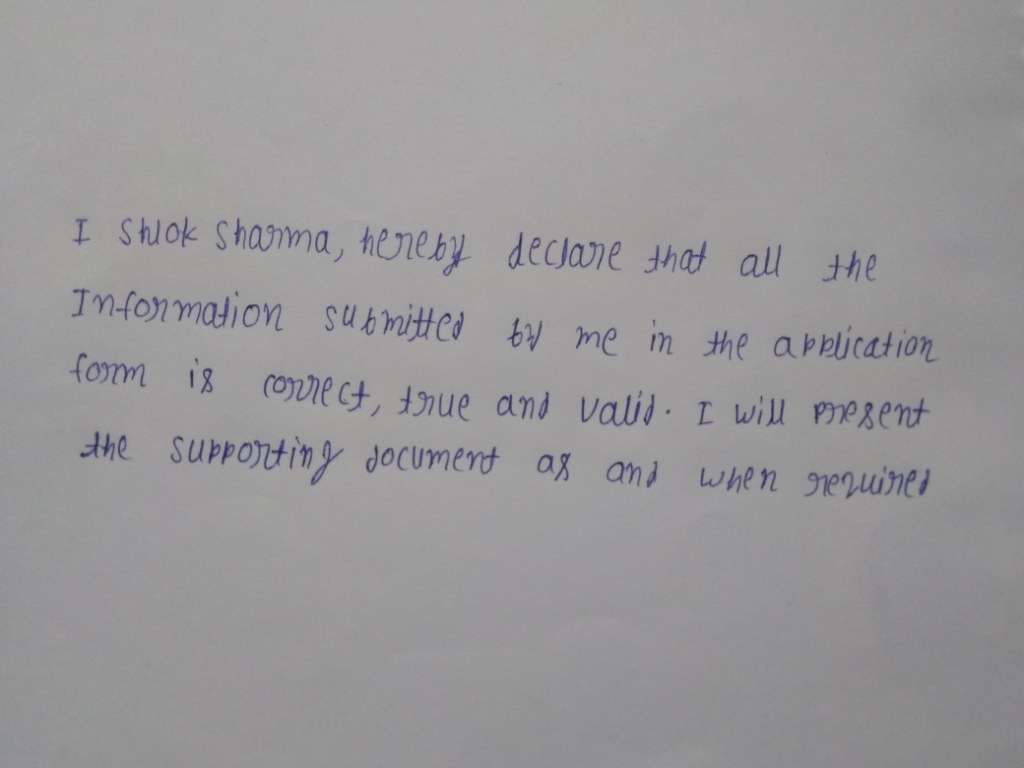 I Shlok Sharma, hereby declare that all the
Information submitted by me in the application
form is correct, true and valid. I will present
the supporting document as and when required